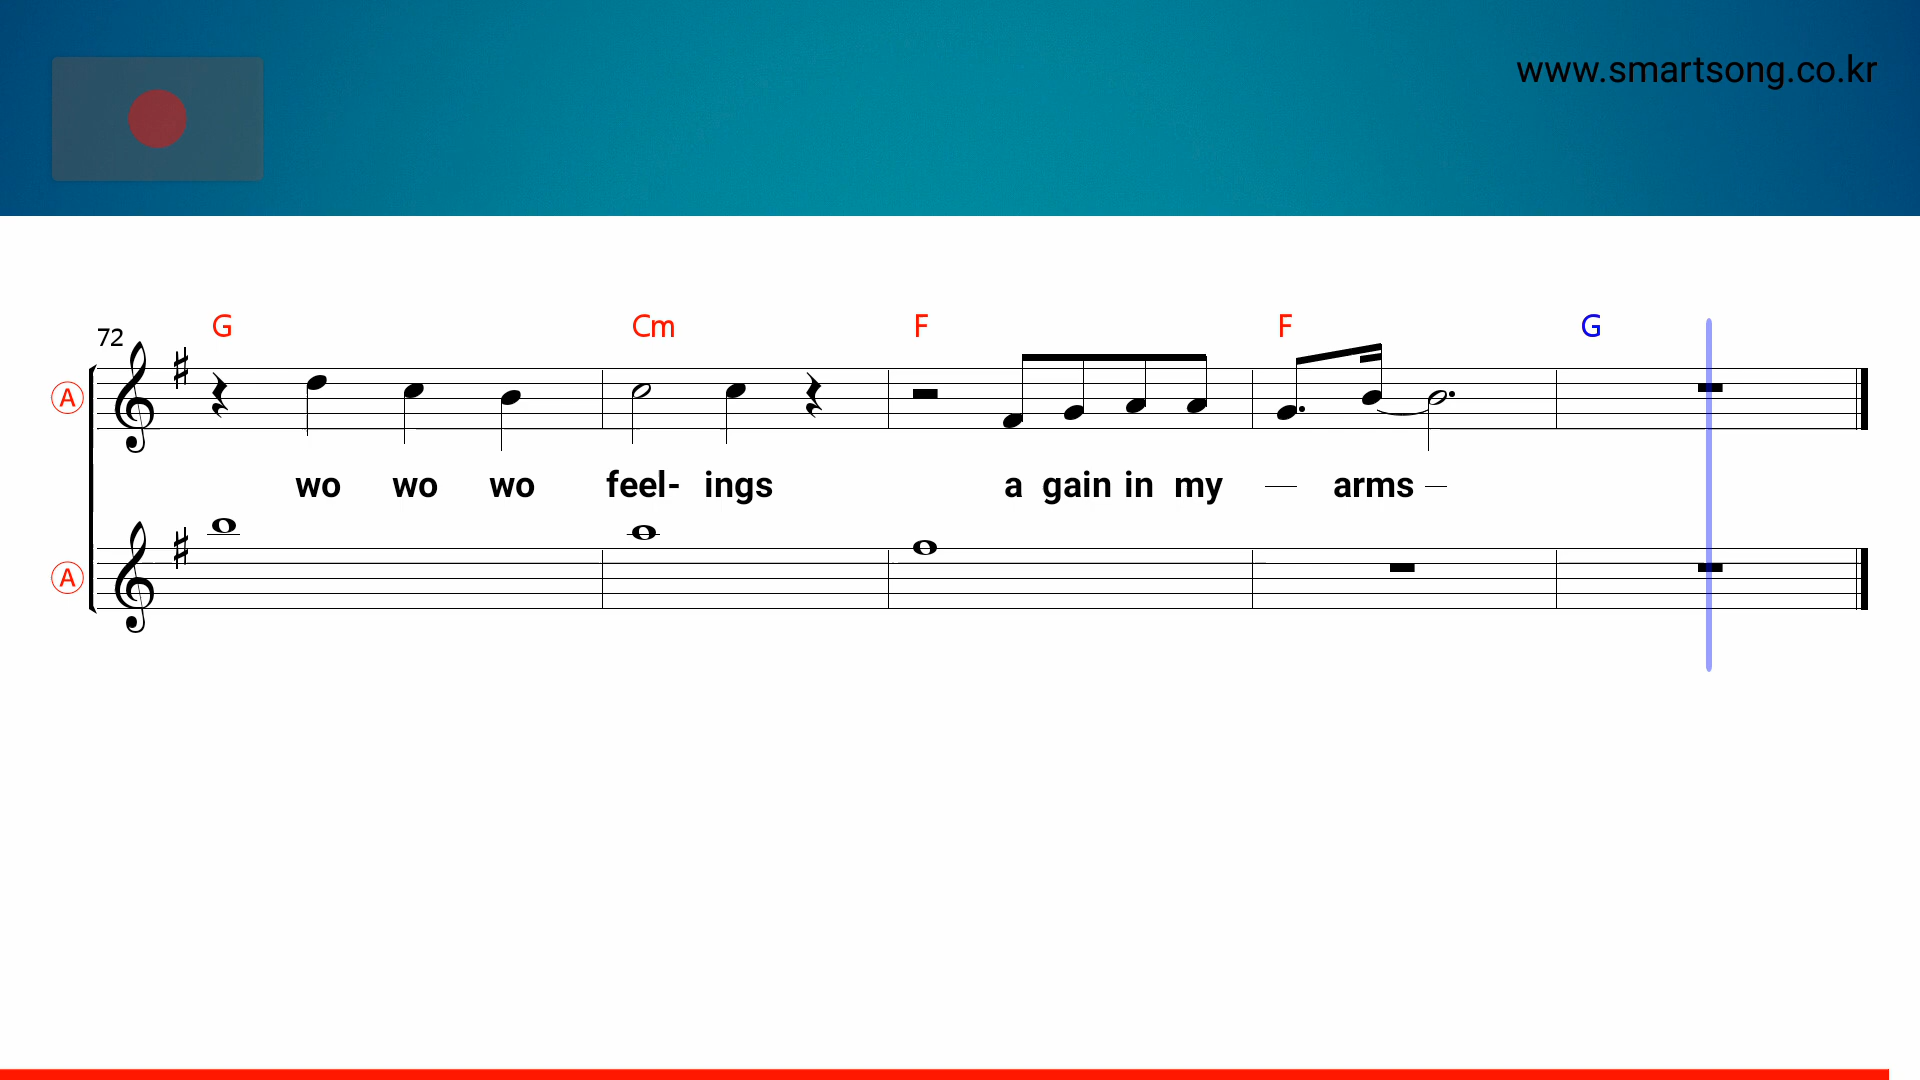 www.smartsong.co.kr
72 G Cm F F G
A
wo wo wo feel- ings a gain in my — arms —
A